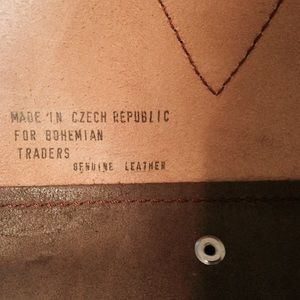 MADE IN CZECH REPUBLIC
FOR BOHEMIAN
TRADERS
GENUINE LEATHER